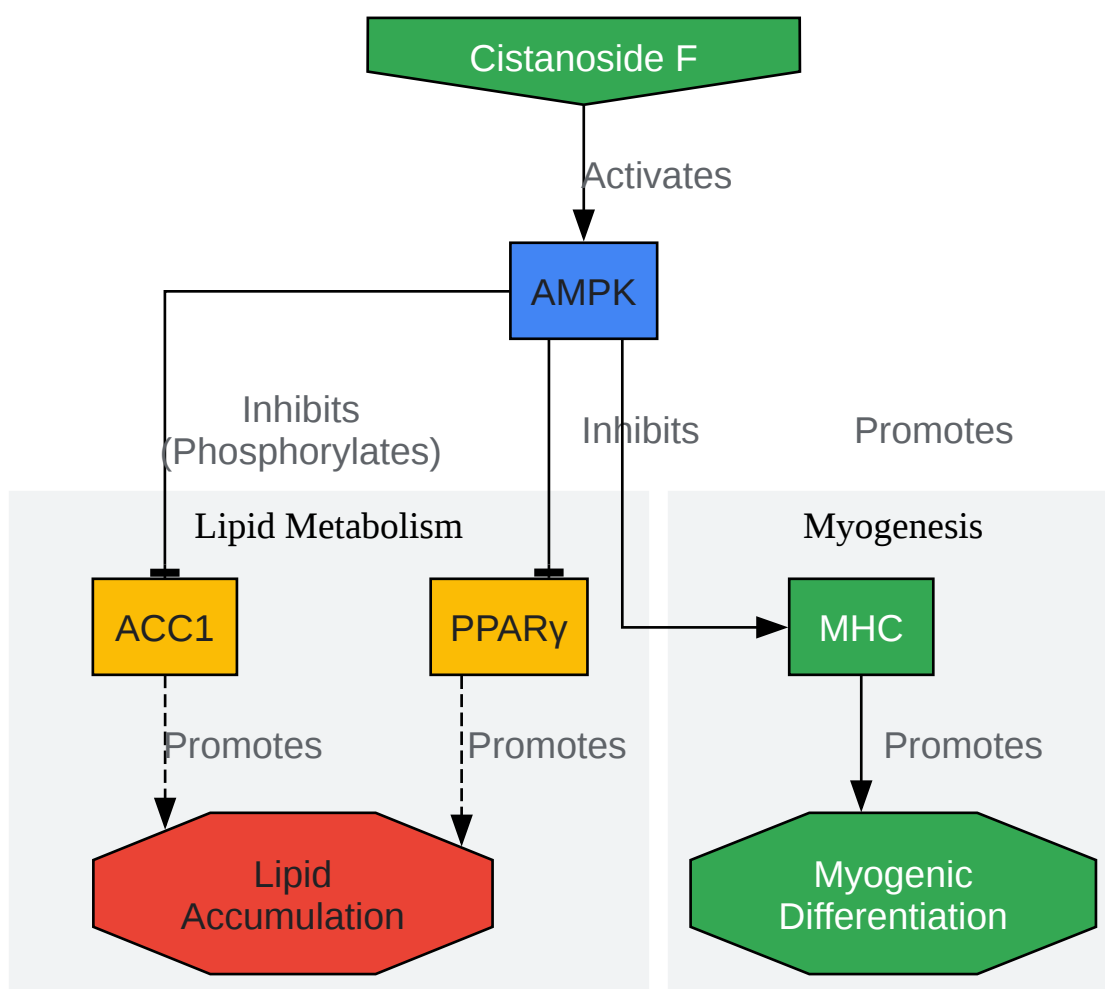 Cistanoside F
Activates
AMPK
Inhibits
(Phosphorylates)
Inhibits
Promotes
Lipid Metabolism
Myogenesis
ACC1
PPARγ
MHC
Promotes
Promotes
Promotes
Lipid
Accumulation
Myogenic
Differentiation